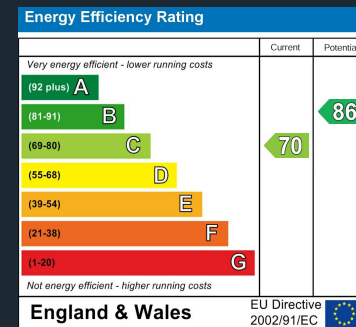 Energy Efficiency Rating
Current Potentia
Very energy efficient - lower running costs
(92 plus) A
(81-91) B
86
(69-80) C
70
(55-68) D
(39-54) E
(21-38) F
(1-20) G
Not energy efficient - higher running costs
England & Wales
EU Directive
2002/91/EC